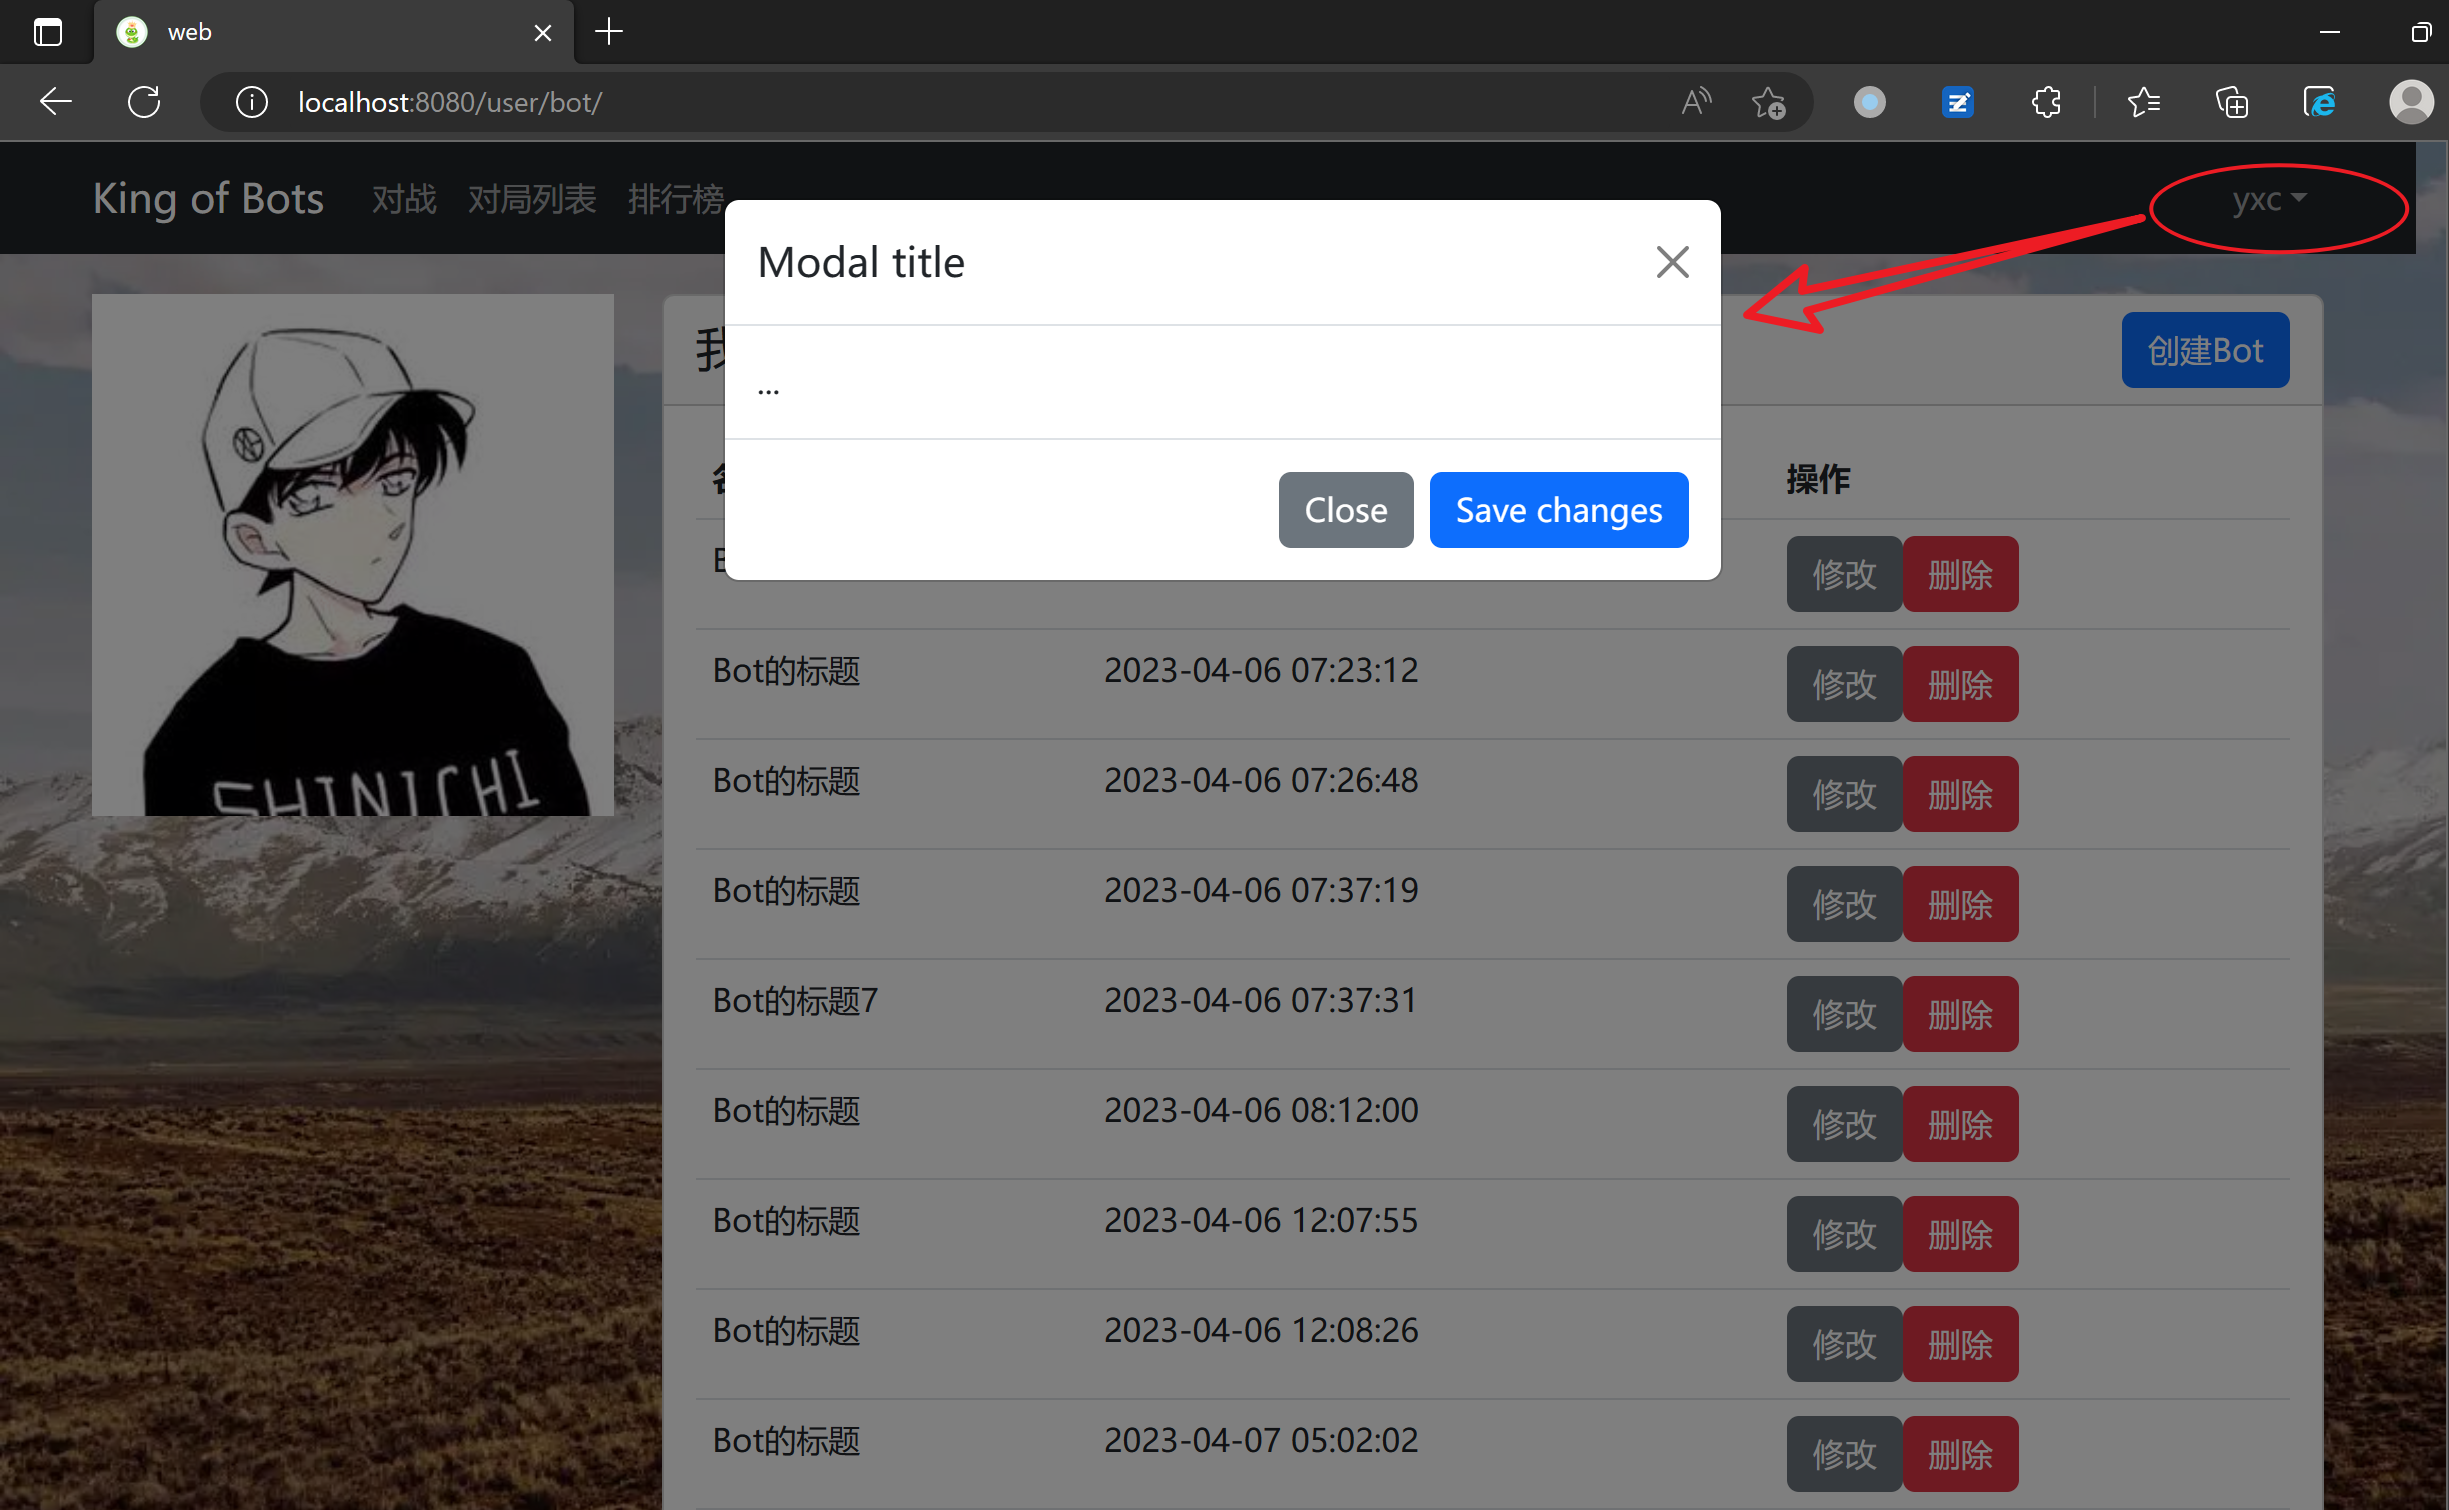 web
localhost:8080/user/bot/
King of Bots 对战 对局列表 排行榜 yxc
Modal title
...
Close Save changes
创建Bot
操作
修改 删除
Bot的标题 2023-04-06 07:23:12 修改 删除
Bot的标题 2023-04-06 07:26:48 修改 删除
Bot的标题 2023-04-06 07:37:19 修改 删除
Bot的标题7 2023-04-06 07:37:31 修改 删除
Bot的标题 2023-04-06 08:12:00 修改 删除
Bot的标题 2023-04-06 12:07:55 修改 删除
Bot的标题 2023-04-06 12:08:26 修改 删除
Bot的标题 2023-04-07 05:02:02 修改 删除
SHINICHI